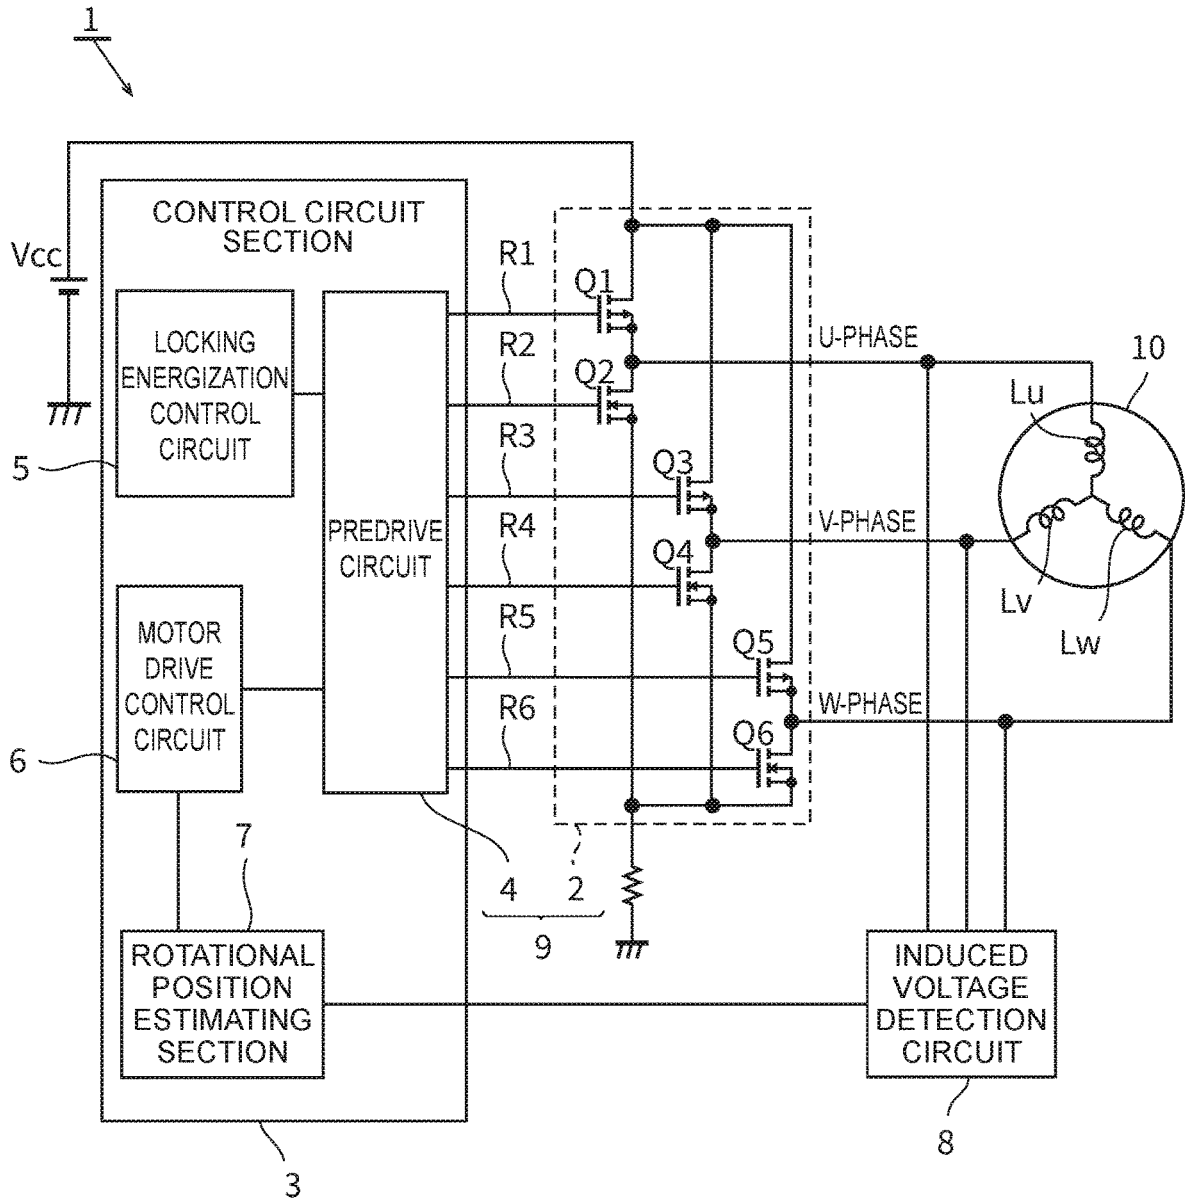 1
CONTROL CIRCUIT
SECTION
Vcc
R1
Q1
LOCKING
ENERGIZATION
CONTROL
CIRCUIT
R2
Q2
U-PHASE
10
Lu
5
R3
Q3
PREDRIVE
CIRCUIT
R4
Q4
V-PHASE
Lv
Lw
MOTOR
DRIVE
CONTROL
CIRCUIT
R5
Q5
R6
Q6
W-PHASE
6
7
4
2
9
ROTATIONAL
POSITION
ESTIMATING
SECTION
INDUCED
VOLTAGE
DETECTION
CIRCUIT
8
3